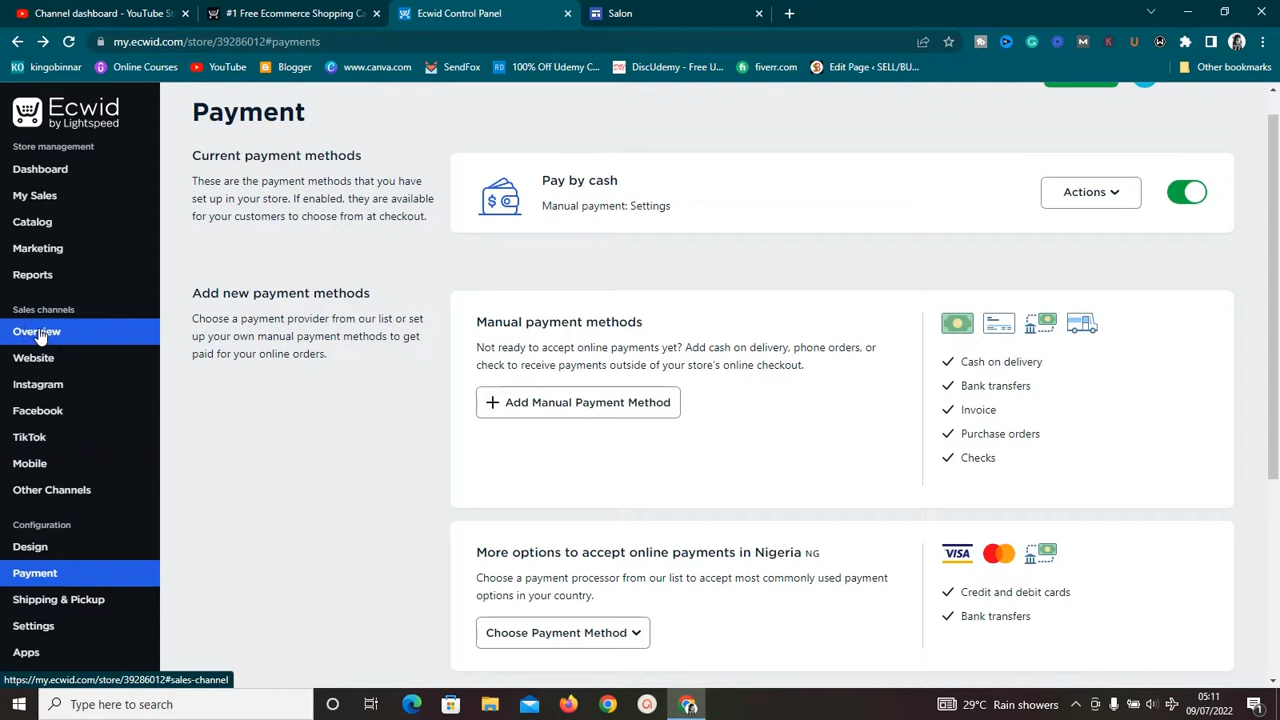 Channel dashboard - YouTube St
#1 Free Ecommerce Shopping Ca
Ecwid Control Panel
Salon
my.ecwid.com/store/39286012#payments
kingobinnar
Online Courses
YouTube
Blogger
www.canva.com
SendFox
100% Off Udemy C...
DiscUdemy - Free U...
fiverr.com
Edit Page ‹ SELL/BU...
Other bookmarks
Ecwid
by Lightspeed
Store management
Dashboard
My Sales
Catalog
Marketing
Reports
Sales channels
Overview
Website
Instagram
Facebook
TikTok
Mobile
Other Channels
Configuration
Design
Payment
Shipping & Pickup
Settings
Apps
https://my.ecwid.com/store/39286012#sales-channel
Payment
Current payment methods
These are the payment methods that you have
set up in your store. If enabled, they are available
for your customers to choose from at checkout.
Pay by cash
Manual payment: Settings
Actions
Add new payment methods
Choose a payment provider from our list or set
up your own manual payment methods to get
paid for your online orders.
Manual payment methods
Not ready to accept online payments yet? Add cash on delivery, phone orders, or
check to receive payments outside of your store's online checkout.
Add Manual Payment Method
Cash on delivery
Bank transfers
Invoice
Purchase orders
Checks
More options to accept online payments in Nigeria NG
Choose a payment processor from our list to accept most commonly used payment
options in your country.
Choose Payment Method
VISA
Credit and debit cards
Bank transfers
Type here to search
29°C Rain showers
05:11
09/07/2022